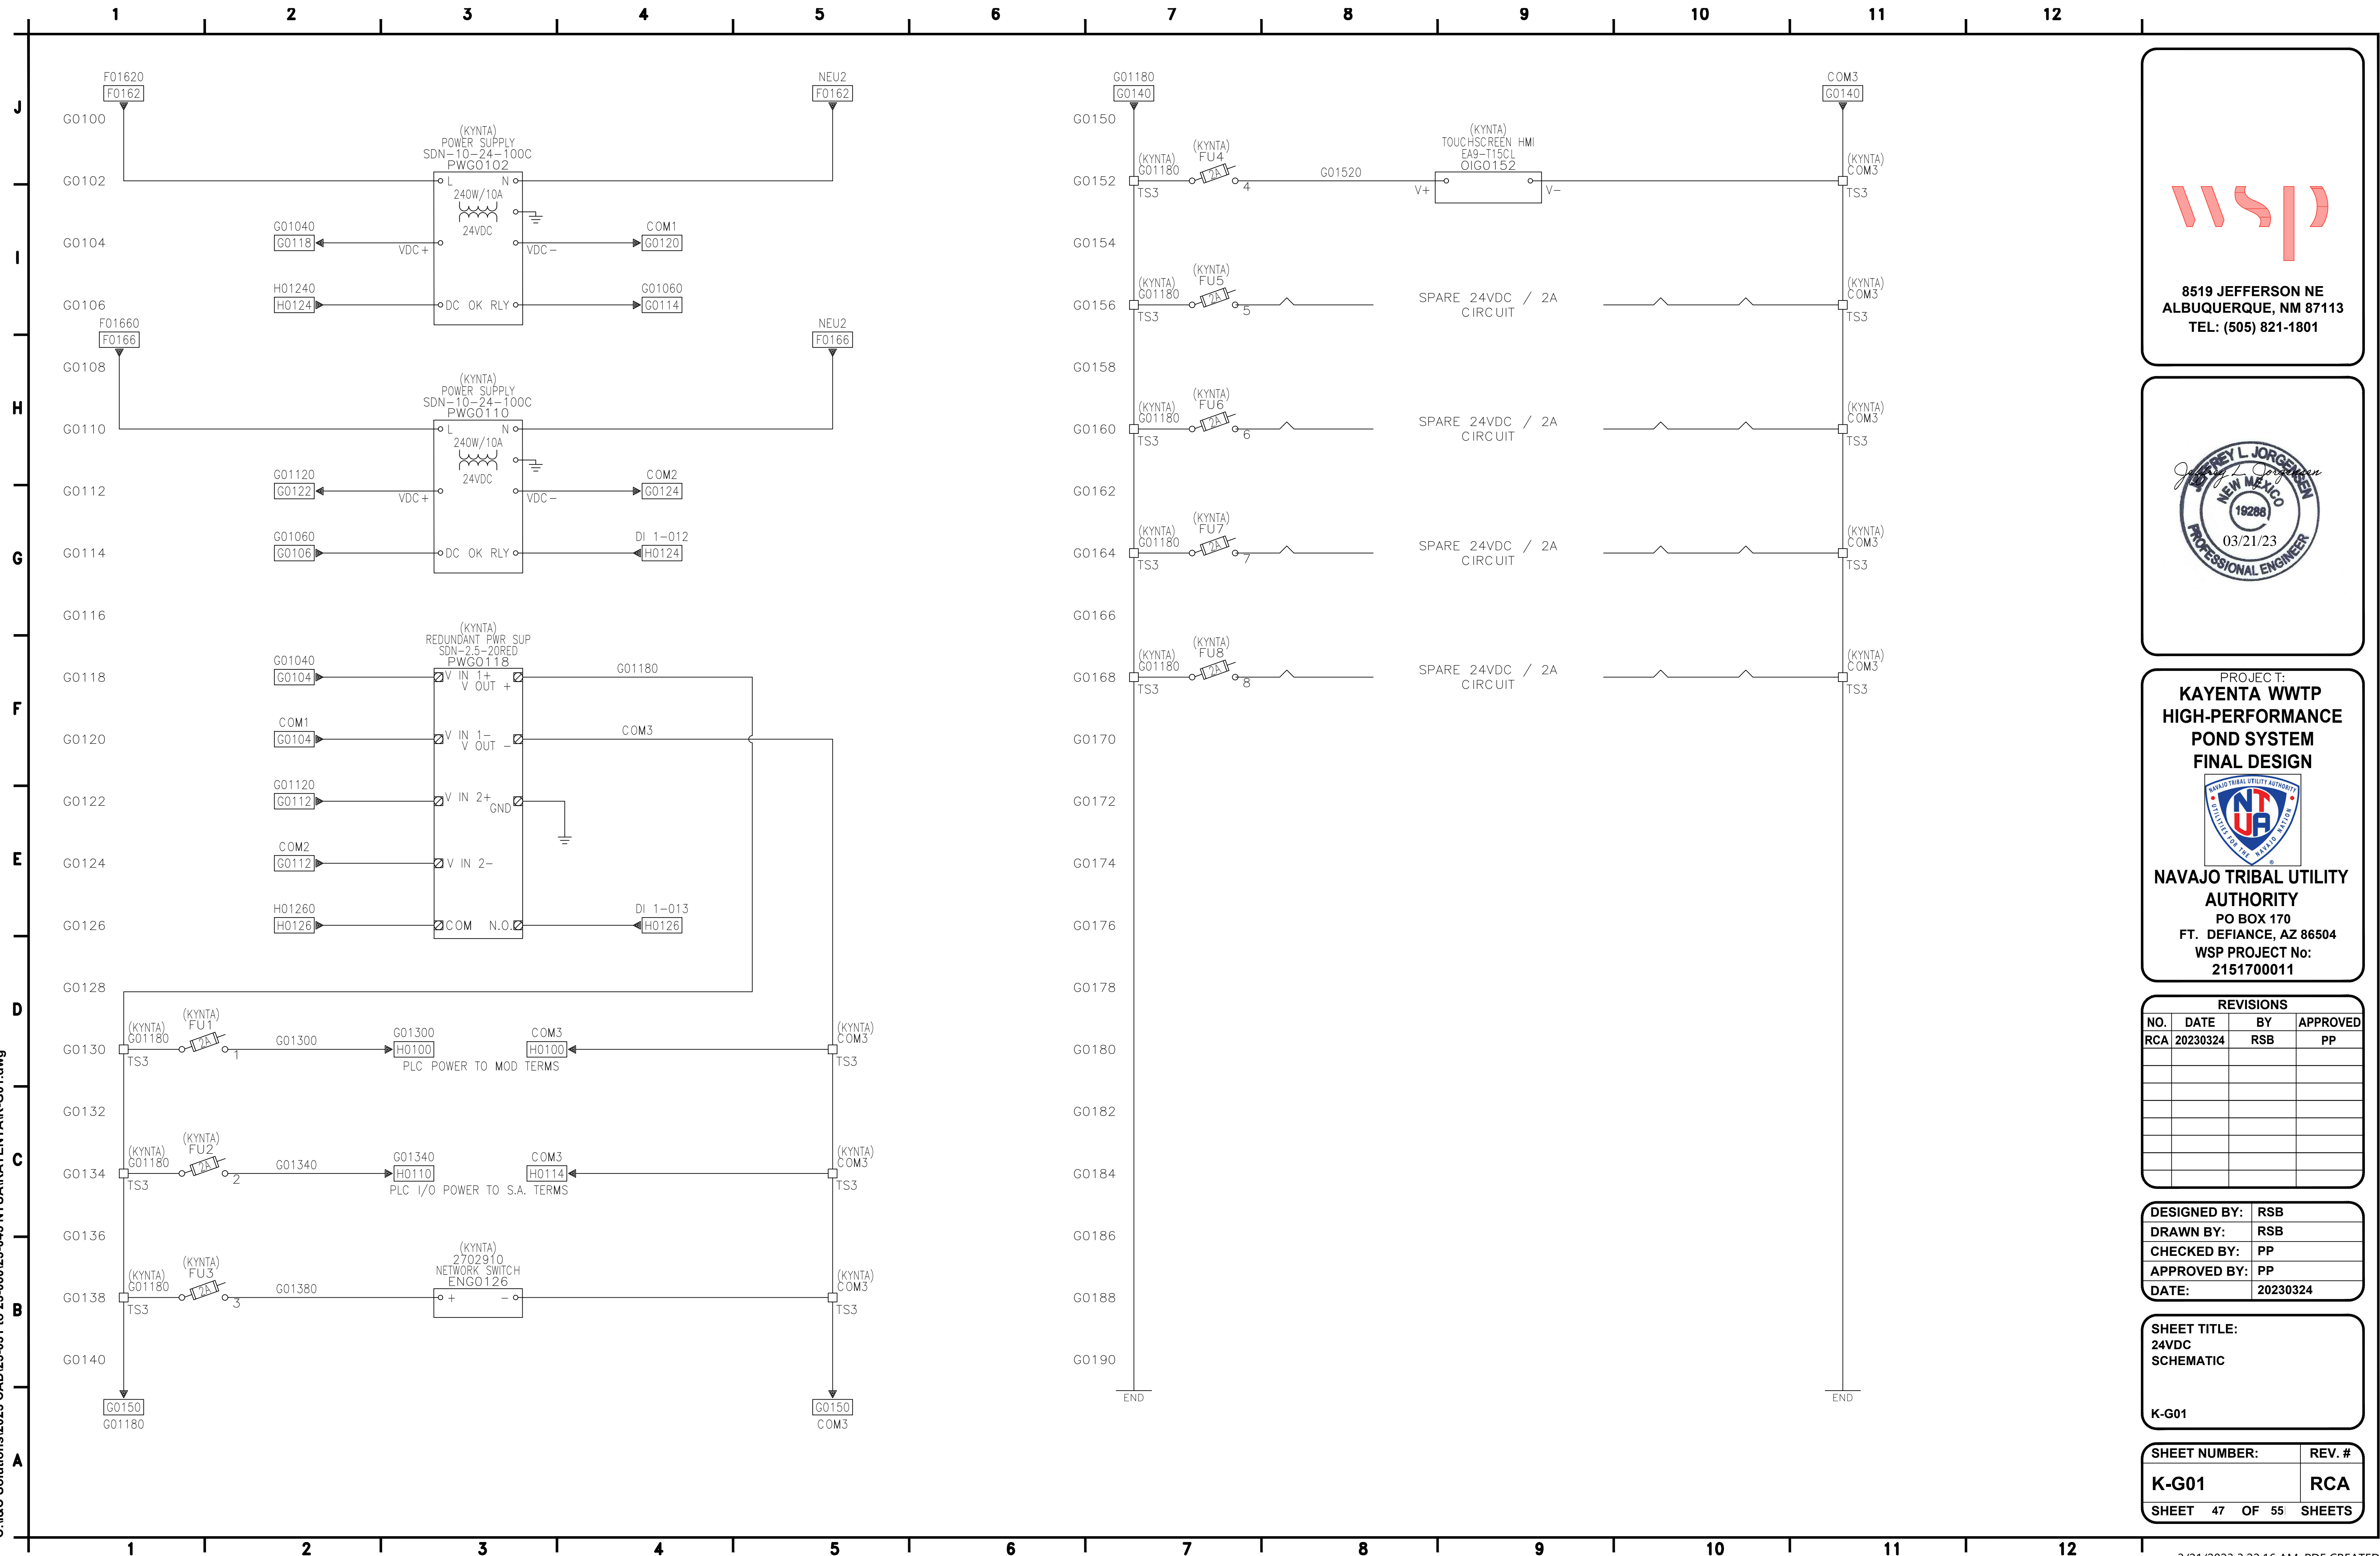 1 2 3 4 5 6 7 8 9 10 11 12
J
I
H
G
F
E
D
C
B
A
F01620
F0162
NEU2
F0162
G0100
(KYNTA)
POWER SUPPLY
SDN-10-24-100C
PWG0102
G0102
L N
240W/10A
24VDC
G01040
G0118
G0104
VDC+
VDC-
COM1
G0120
H01240
H0124
G0106
DC OK RLY
G01060
G0114
F01660
F0166
NEU2
F0166
G0108
(KYNTA)
POWER SUPPLY
SDN-10-24-100C
PWG0110
G0110
L N
240W/10A
24VDC
G01120
G0122
G0112
VDC+
VDC-
COM2
G0124
G01060
G0106
G0114
DC OK RLY
DI 1-012
H0124
G0116
(KYNTA)
REDUNDANT PWR SUP
SDN-2.5-20RED
PWG0118
G0118
G01040
G0104
V IN 1+
V OUT +
G01180
G0120
COM1
G0104
V IN 1-
V OUT -
COM3
G0122
G01120
G0112
V IN 2+
GND
G0124
COM2
G0112
V IN 2-
G0126
H01260
H0126
COM N.O.
DI 1-013
H0126
G0128
G0130
(KYNTA)
G01180
TS3
(KYNTA)
FU1
2A
1
G01300
G01300
H0100
COM3
H0100
PLC POWER TO MOD TERMS
(KYNTA)
COM3
TS3
G0132
G0134
(KYNTA)
G01180
TS3
(KYNTA)
FU2
2A
2
G01340
G01340
H0110
COM3
H0114
PLC I/O POWER TO S.A. TERMS
(KYNTA)
COM3
TS3
G0136
G0138
(KYNTA)
G01180
TS3
(KYNTA)
FU3
2A
3
G01380
(KYNTA)
2702910
NETWORK SWITCH
ENG0126
+ -
(KYNTA)
COM3
TS3
G0140
G0150
G01180
G0150
COM3
G01180
G0140
COM3
G0140
G0150
G0152
(KYNTA)
G01180
TS3
(KYNTA)
FU4
2A
4
G01520
(KYNTA)
TOUCHSCREEN HMI
EA9-T15CL
OIG0152
V+
V-
(KYNTA)
COM3
TS3
G0154
G0156
(KYNTA)
G01180
TS3
(KYNTA)
FU5
2A
5
SPARE 24VDC / 2A
CIRCUIT
(KYNTA)
COM3
TS3
G0158
G0160
(KYNTA)
G01180
TS3
(KYNTA)
FU6
2A
6
SPARE 24VDC / 2A
CIRCUIT
(KYNTA)
COM3
TS3
G0162
G0164
(KYNTA)
G01180
TS3
(KYNTA)
FU7
2A
7
SPARE 24VDC / 2A
CIRCUIT
(KYNTA)
COM3
TS3
G0166
G0168
(KYNTA)
G01180
TS3
(KYNTA)
FU8
2A
8
SPARE 24VDC / 2A
CIRCUIT
(KYNTA)
COM3
TS3
G0170
G0172
G0174
G0176
G0178
G0180
G0182
G0184
G0186
G0188
G0190
END
END
wsp
8519 JEFFERSON NE
ALBUQUERQUE, NM 87113
TEL: (505) 821-1801
Jeffrey L Jorgensen
JEFFREY L. JORGENSEN
NEW MEXICO
19288
03/21/23
PROFESSIONAL ENGINEER
PROJECT:
KAYENTA WWTP
HIGH-PERFORMANCE
POND SYSTEM
FINAL DESIGN
NAVAJO TRIBAL UTILITY AUTHORITY
NTUA
UTILITIES FOR THE NAVAJO NATION
®
NAVAJO TRIBAL UTILITY
AUTHORITY
PO BOX 170
FT. DEFIANCE, AZ 86504
WSP PROJECT No:
2151700011
REVISIONS
NO. DATE BY APPROVED
RCA 20230324 RSB PP
DESIGNED BY: RSB
DRAWN BY: RSB
CHECKED BY: PP
APPROVED BY: PP
DATE: 20230324
SHEET TITLE:
24VDC
SCHEMATIC
K-G01
SHEET NUMBER: REV. #
K-G01 RCA
SHEET 47 OF 55 SHEETS
1 2 3 4 5 6 7 8 9 10 11 12